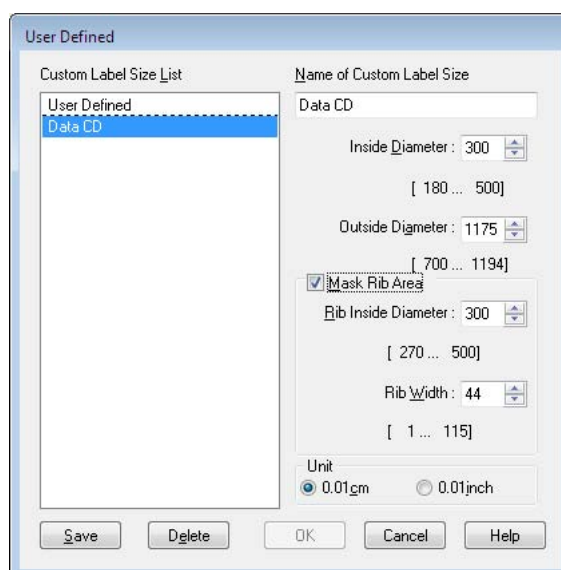 User Defined
Custom Label Size List
User Defined
Data CD
Name of Custom Label Size
Data CD
Inside Diameter : 300
[ 180 ... 500]
Outside Diameter : 1175
[ 700 ... 1194]
Mask Rib Area
Rib Inside Diameter : 300
[ 270 ... 500]
Rib Width : 44
[ 1 ... 115]
Unit
0.01cm 0.01inch
Save Delete OK Cancel Help